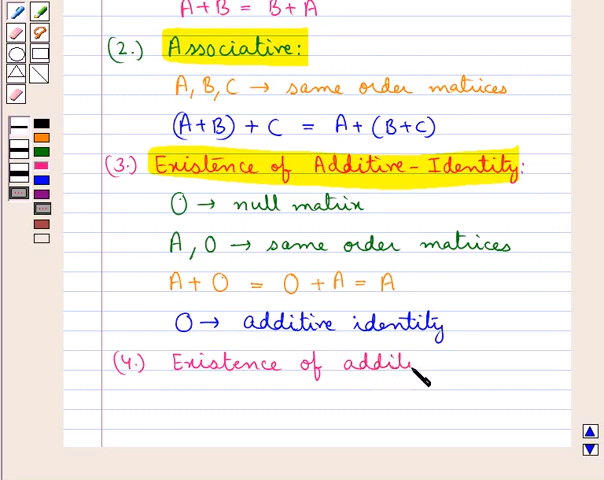 A+B = B+A
(2.) Associative:
A, B, C → same order matrices
(A+B) + C = A+(B+C)
(3.) Existence of Additive-Identity:
O → null matrix
A, O → same order matrices
A+O = O+A = A
O → additive identity
(4.) Existence of additi